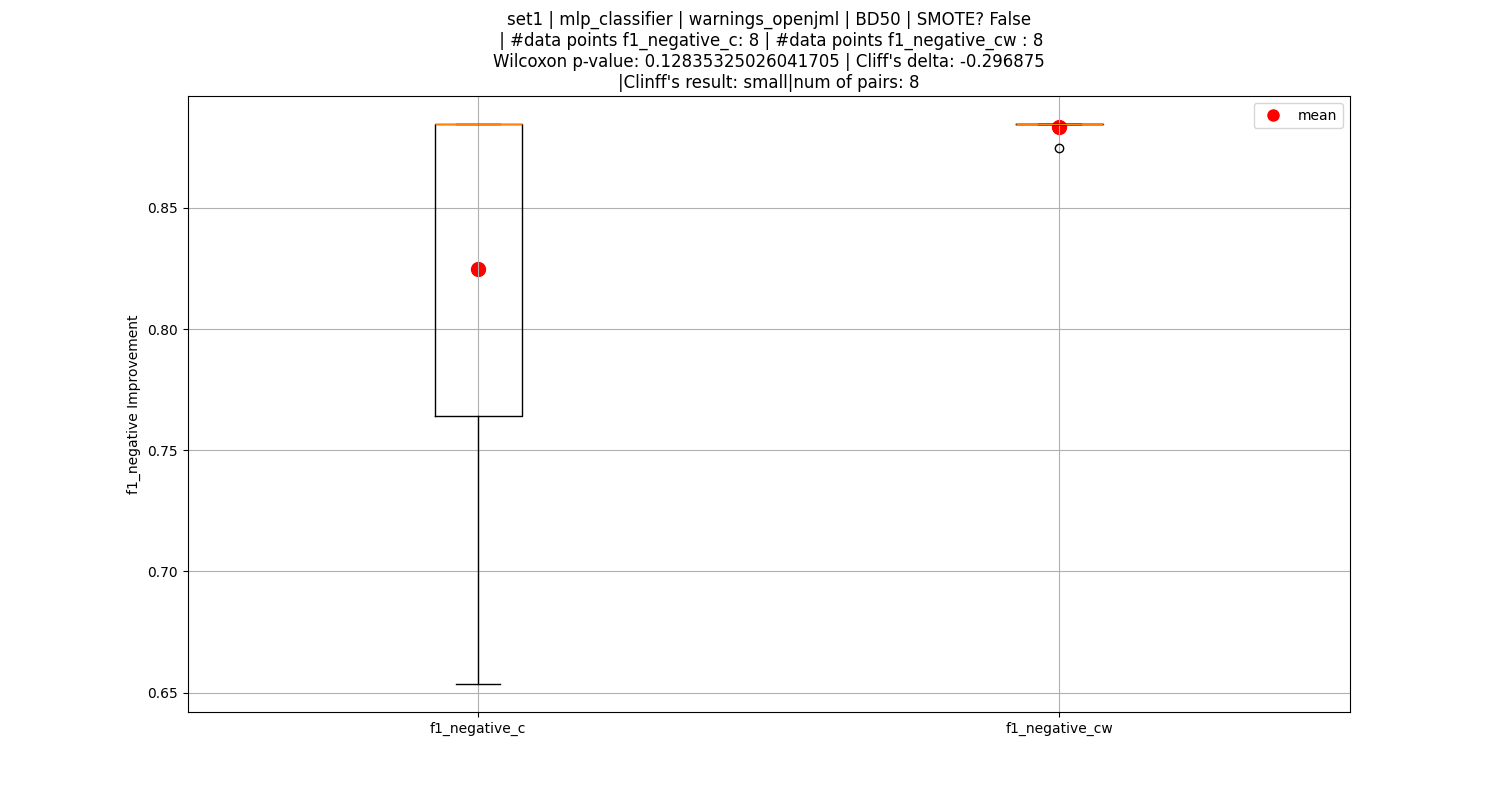 set1 | mlp_classifier | warnings_openjml | BD50 | SMOTE? False
| #data points f1_negative_c: 8 | #data points f1_negative_cw : 8
Wilcoxon p-value: 0.12835325026041705 | Cliff's delta: -0.296875
|Clinff's result: small|num of pairs: 8
mean
0.85
0.80
0.75
0.70
0.65
f1_negative Improvement
f1_negative_c
f1_negative_cw